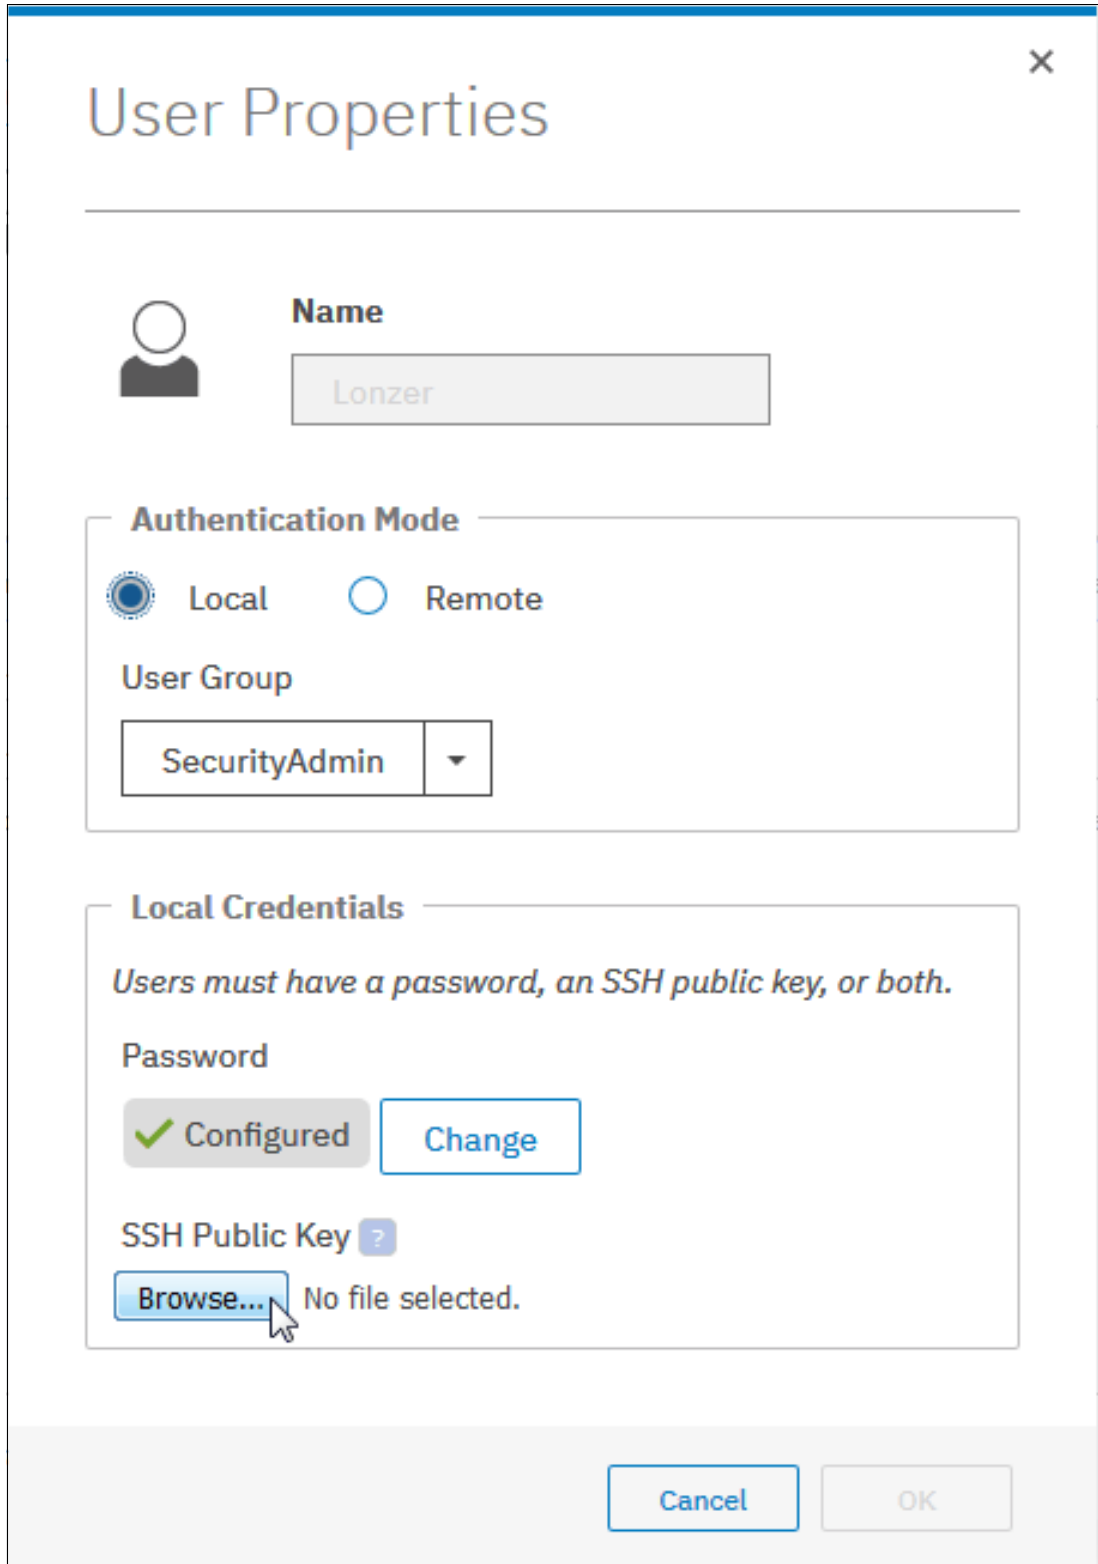 User Properties
Name
Lonzer
Authentication Mode
Local Remote
User Group
SecurityAdmin
Local Credentials
Users must have a password, an SSH public key, or both.
Password
Configured Change
SSH Public Key ?
Browse... No file selected.
Cancel OK